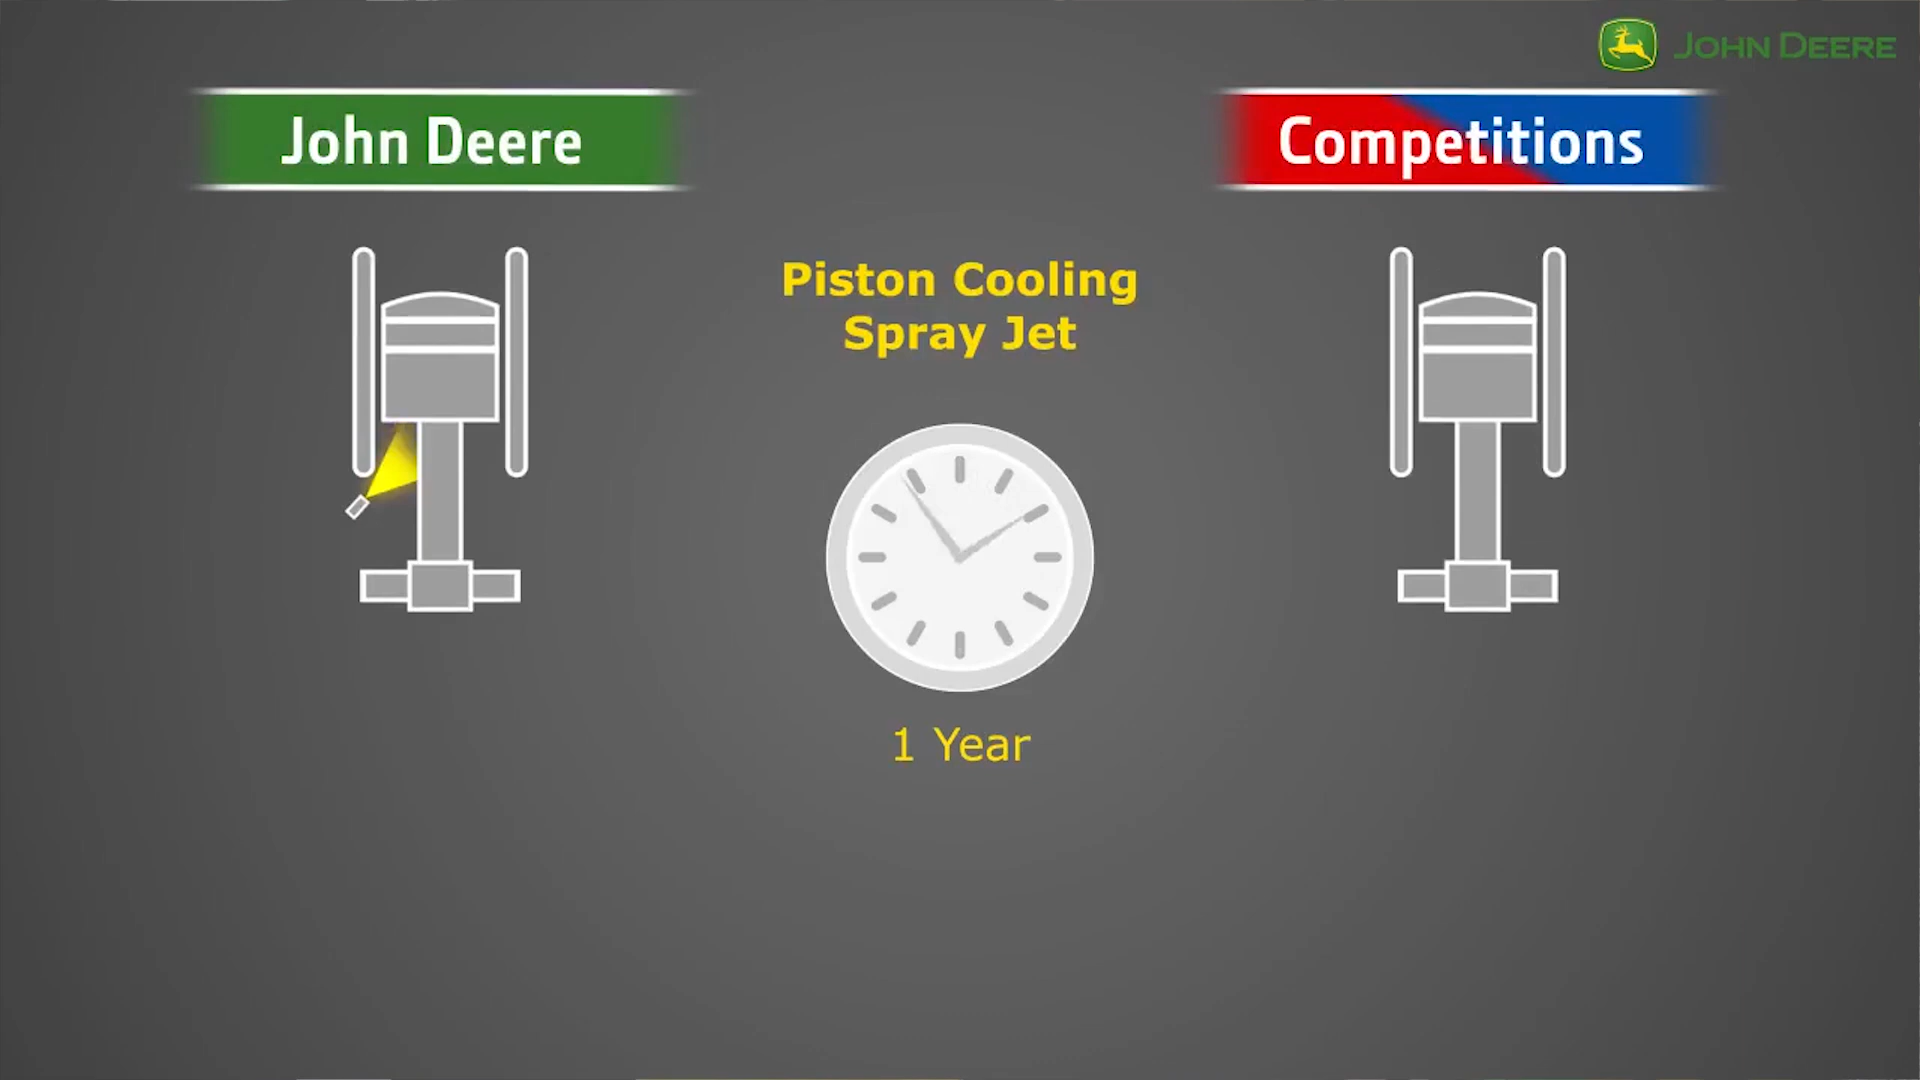 JOHN DEERE
John Deere
Competitions
Piston Cooling
Spray Jet
1 Year